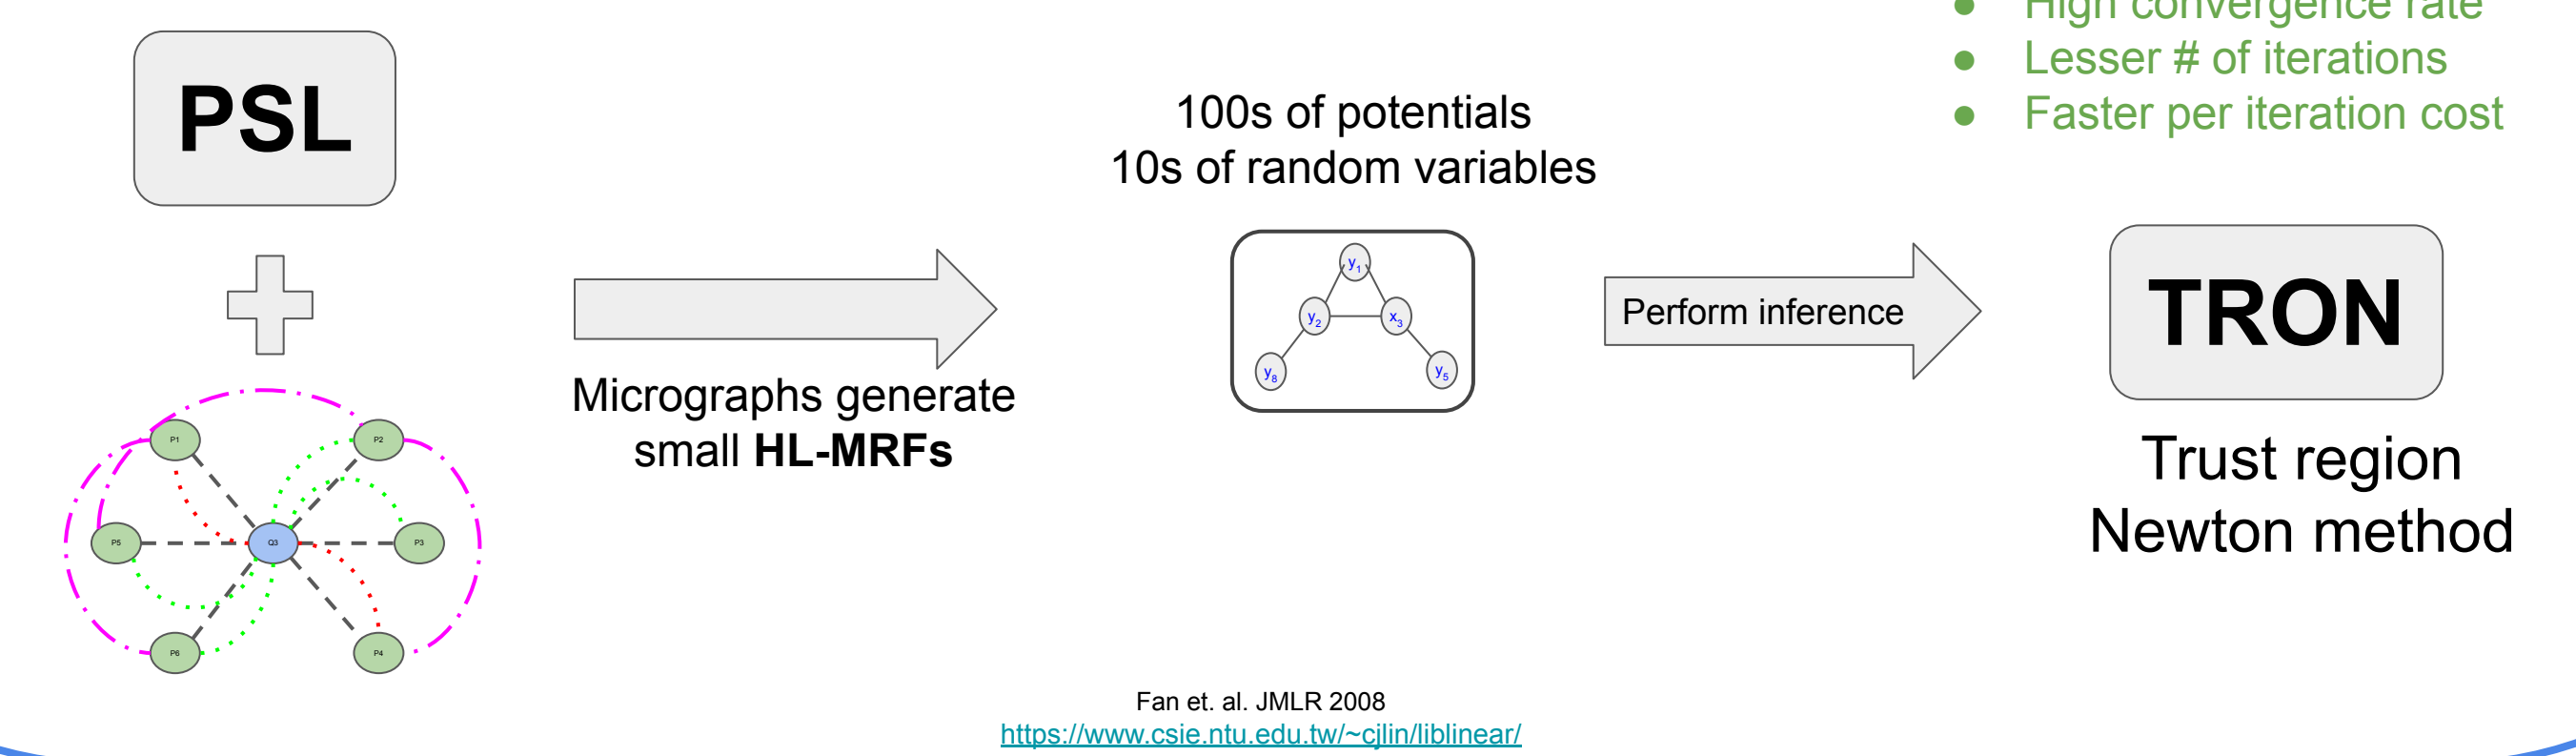 High convergence rate
Lesser # of iterations
Faster per iteration cost
PSL
100s of potentials
10s of random variables
y1
y2
x3
y8
y5
Perform inference
TRON
Micrographs generate
small HL-MRFs
Trust region
Newton method
P1
P2
P5
Q3
P3
P6
P4
Fan et. al. JMLR 2008
https://www.csie.ntu.edu.tw/~cjlin/liblinear/